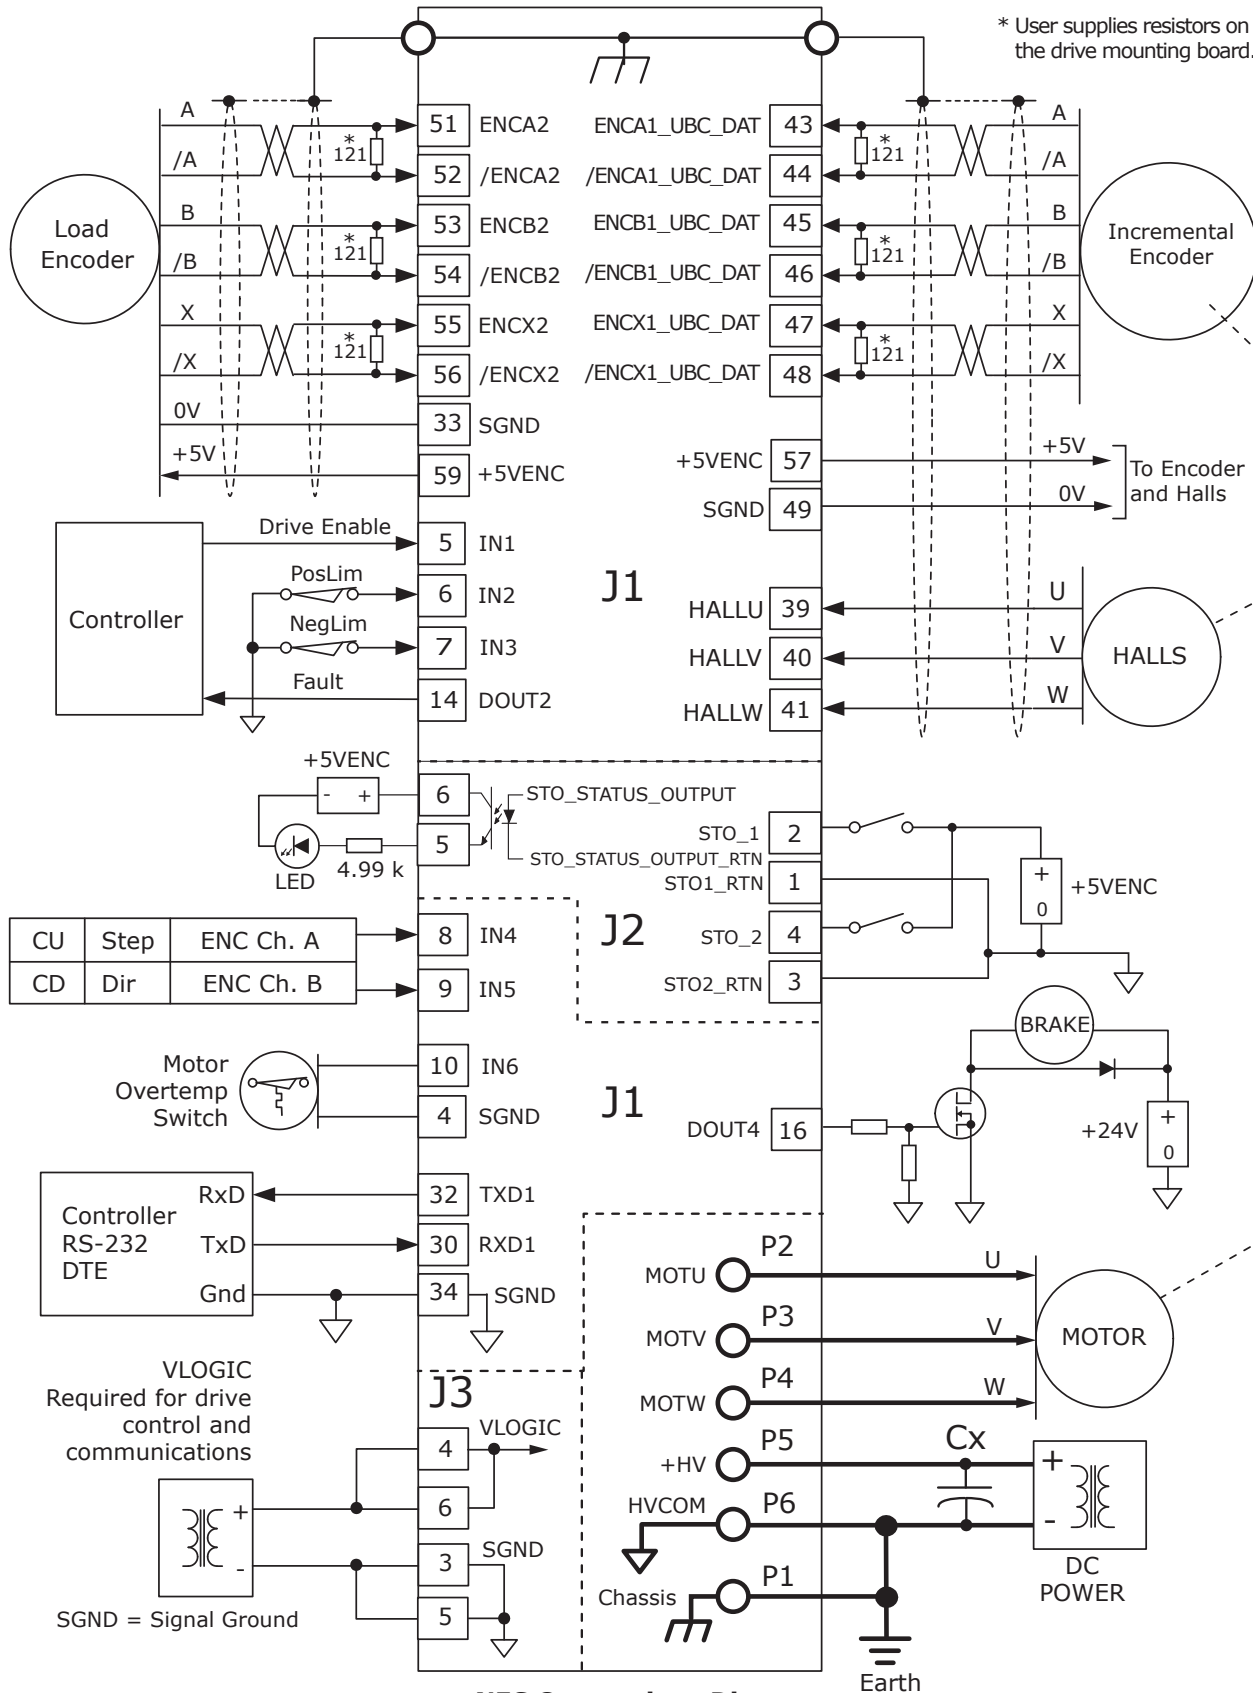 * User supplies resistors on
the drive mounting board.
A
51 ENCA2
ENCA1_UBC_DAT 43
A
* 121
* 121
/A
52 /ENCA2
/ENCA1_UBC_DAT 44
/A
B
53 ENCB2
ENCB1_UBC_DAT 45
B
Load
Encoder
* 121
* 121
Incremental
Encoder
/B
54 /ENCB2
/ENCB1_UBC_DAT 46
/B
X
55 ENCX2
ENCX1_UBC_DAT 47
X
* 121
* 121
/X
56 /ENCX2
/ENCX1_UBC_DAT 48
/X
0V
33 SGND
+5V
59 +5VENC
+5VENC 57
+5V
SGND 49
0V
To Encoder
and Halls
Controller
Drive Enable
5 IN1
PosLim
6 IN2
NegLim
7 IN3
Fault
14 DOUT2
J1
HALLU 39
U
HALLV 40
V
HALLW 41
W
HALLS
+5VENC
- +
6
STO_STATUS_OUTPUT
5
STO_STATUS_OUTPUT_RTN
LED
4.99 k
STO_1 2
STO1_RTN 1
+
0
+5VENC
J2
STO_2 4
STO2_RTN 3
CU Step ENC Ch. A
8 IN4
CD Dir ENC Ch. B
9 IN5
BRAKE
Motor
Overtemp
Switch
10 IN6
4 SGND
J1
DOUT4 16
+24V
+
0
Controller
RS-232
DTE
RxD
32 TXD1
TxD
30 RXD1
Gnd
34 SGND
MOTU
P2
U
MOTV
P3
V
MOTOR
MOTW
P4
W
VLOGIC
Required for drive
control and
communications
J3
4
VLOGIC
6
+
-
3
SGND
5
SGND = Signal Ground
+HV
P5
Cx
+
HVCOM
P6
-
DC
POWER
Chassis
P1
Earth